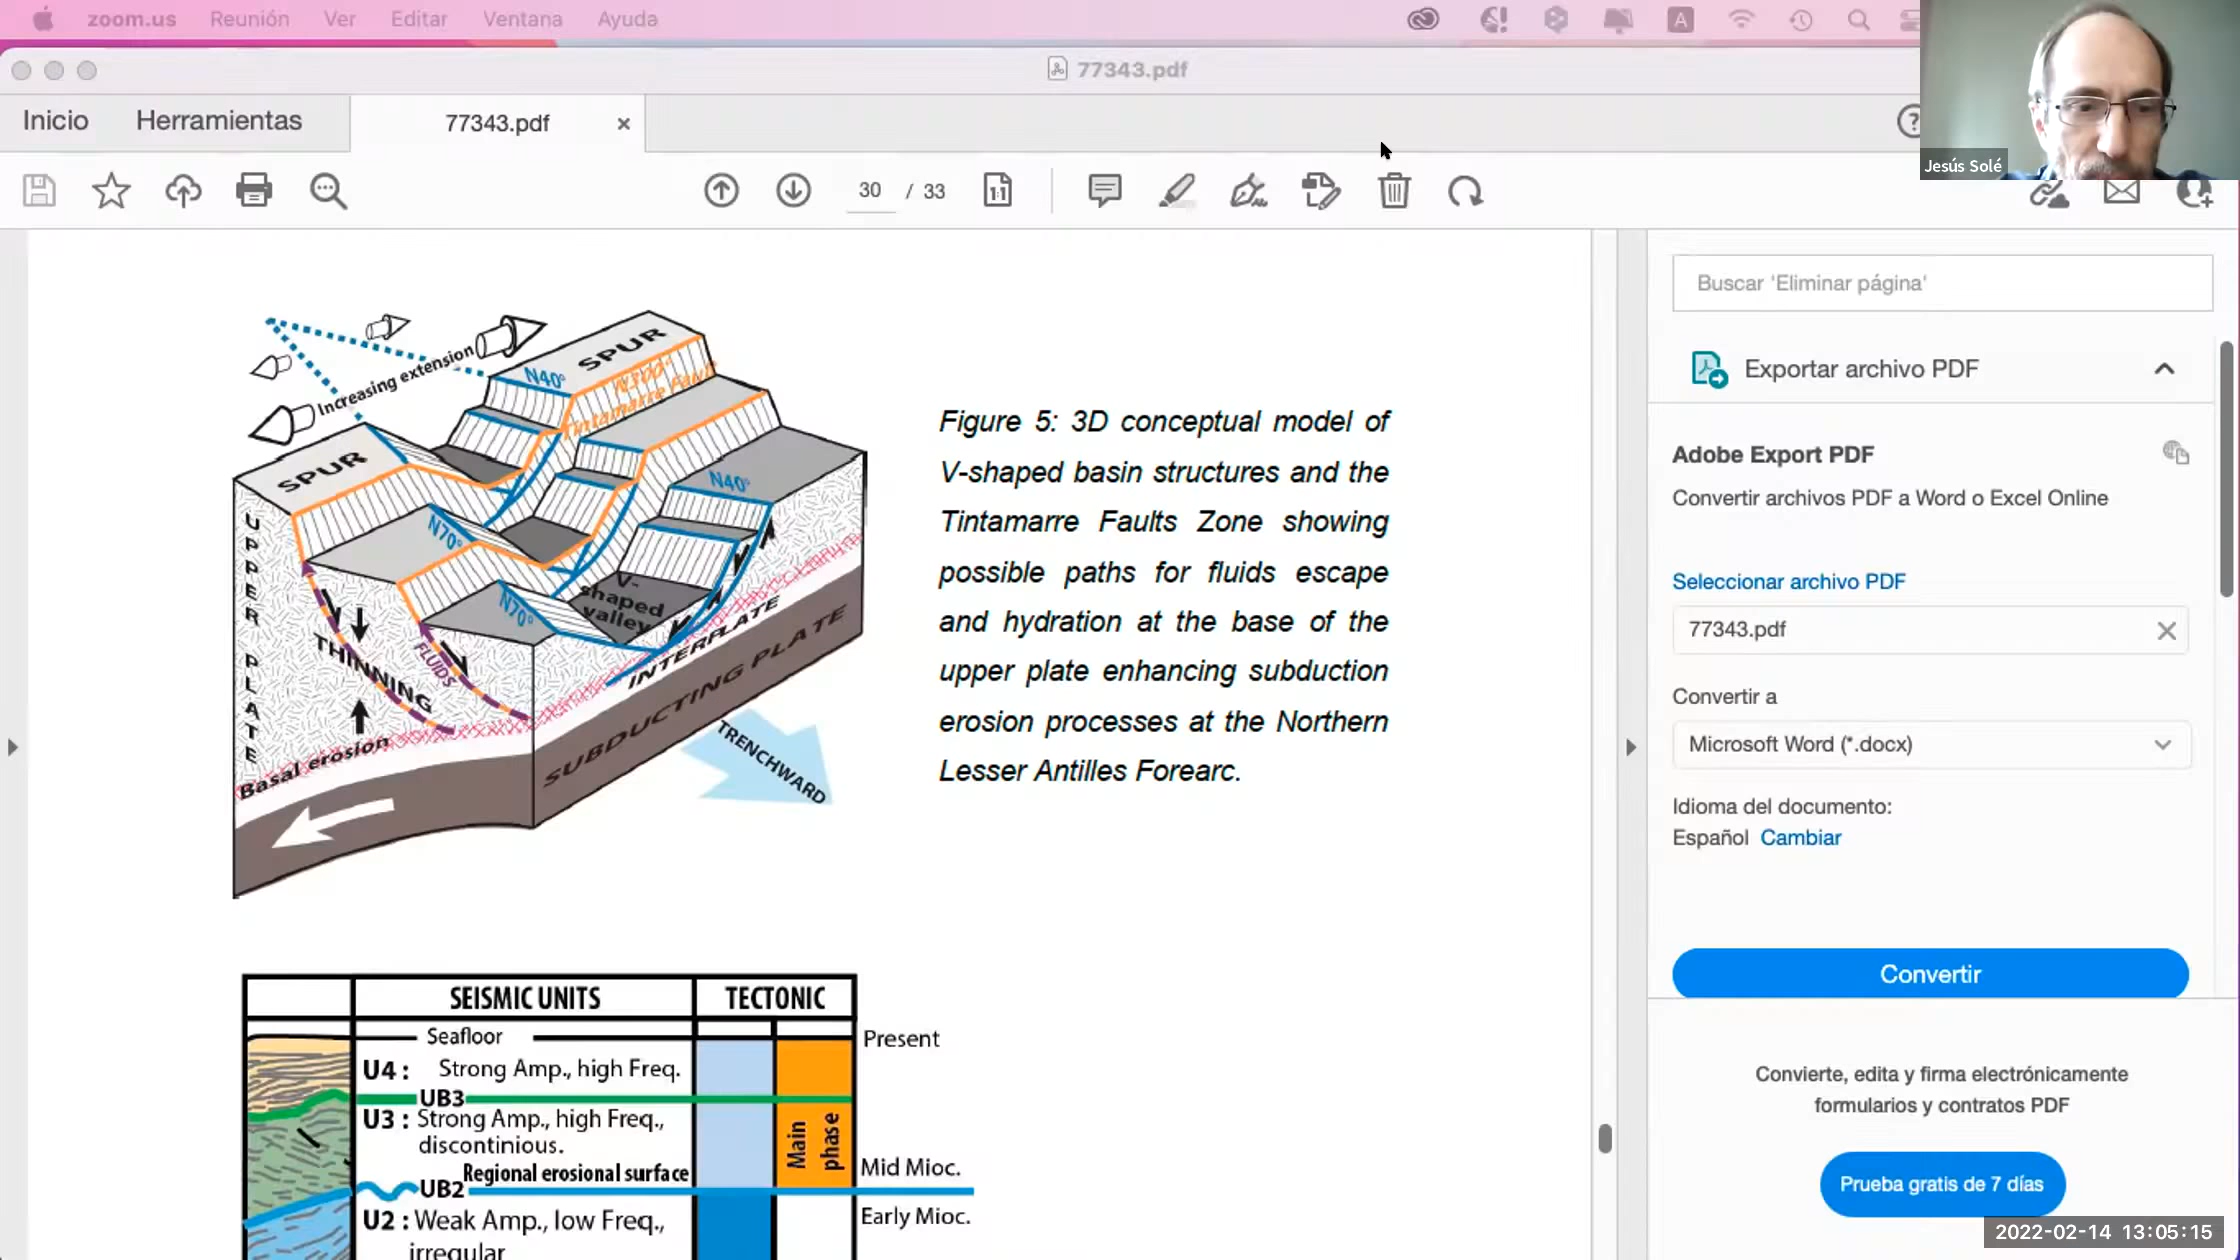 zoom.us Reunión Ver Editar Ventana Ayuda
A
77343.pdf
Inicio Herramientas 77343.pdf ×
30 / 33
1:1
Jesús Solé
Increasing extension
SPUR
N40°
N300°
Tintamarre Fault
SPUR
N40°
N70°
UPPER PLATE
V-
shaped
valley
N70°
THINNING
FLUIDS
INTERPLATE
SUBDUCTING PLATE
Basal erosion
TRENCHWARD
Figure 5: 3D conceptual model of
V-shaped basin structures and the
Tintamarre Faults Zone showing
possible paths for fluids escape
and hydration at the base of the
upper plate enhancing subduction
erosion processes at the Northern
Lesser Antilles Forearc.
SEISMIC UNITS TECTONIC
Seafloor
Present
U4 : Strong Amp., high Freq.
UB3
U3 : Strong Amp., high Freq.,
discontinious.
Main
phase
Regional erosional surface
Mid Mioc.
UB2
U2 : Weak Amp., low Freq.,
Early Mioc.
irregular
Buscar 'Eliminar página'
Exportar archivo PDF
Adobe Export PDF
Convertir archivos PDF a Word o Excel Online
Seleccionar archivo PDF
77343.pdf
Convertir a
Microsoft Word (*.docx)
Idioma del documento:
Español Cambiar
Convertir
Convierte, edita y firma electrónicamente
formularios y contratos PDF
Prueba gratis de 7 días
2022-02-14 13:05:15